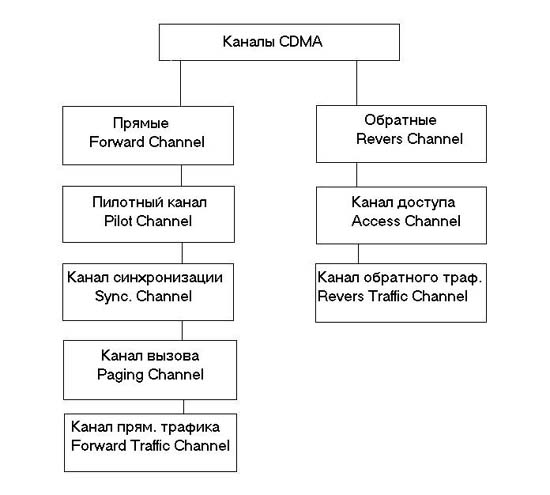 Каналы CDMA
Прямые
Forward Channel
Пилотный канал
Pilot Channel
Канал синхронизации
Sync. Channel
Канал вызова
Paging Channel
Канал прям. трафика
Forward Traffic Channel
Обратные
Revers Channel
Канал доступа
Access Channel
Канал обратного траф.
Revers Traffic Channel